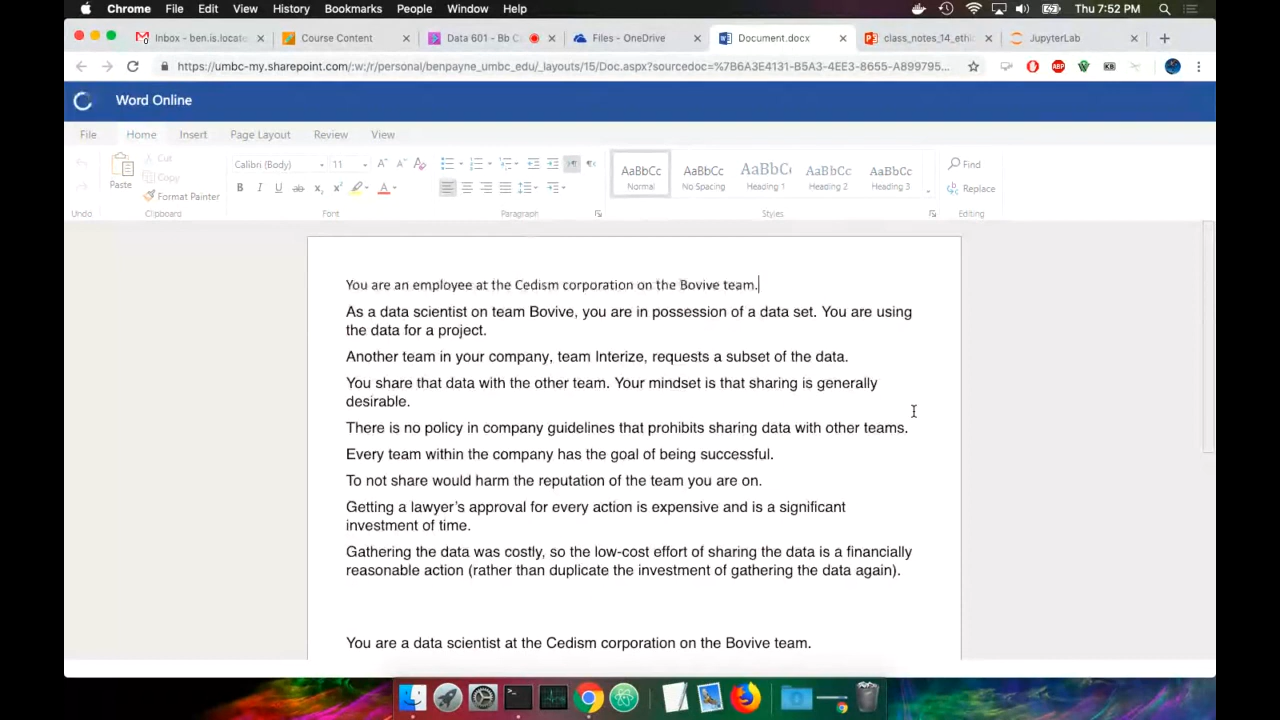 Chrome File Edit View History Bookmarks People Window Help Thu 7:52 PM
Inbox - ben.is.locate Course Content Data 601 - Bb C Files - OneDrive Document.docx class_notes_14_ethi JupyterLab
https://umbc-my.sharepoint.com/:w:/r/personal/benpayne_umbc_edu/_layouts/15/Doc.aspx?sourcedoc=%7B6A3E4131-B5A3-4EE3-8655-A899795... ABP KB
Word Online
File Home Insert Page Layout Review View
Cut
Copy
Format Painter
Paste
Calibri (Body) 11
B I U ab x₂ x² A
AaBbCc AaBbCc AaBbCc AaBbCc AaBbCc
Normal No Spacing Heading 1 Heading 2 Heading 3
Find
Replace
Undo Clipboard Font Paragraph Styles Editing
You are an employee at the Cedism corporation on the Bovive team.
As a data scientist on team Bovive, you are in possession of a data set. You are using
the data for a project.
Another team in your company, team Interize, requests a subset of the data.
You share that data with the other team. Your mindset is that sharing is generally
desirable.
There is no policy in company guidelines that prohibits sharing data with other teams.
Every team within the company has the goal of being successful.
To not share would harm the reputation of the team you are on.
Getting a lawyer's approval for every action is expensive and is a significant
investment of time.
Gathering the data was costly, so the low-cost effort of sharing the data is a financially
reasonable action (rather than duplicate the investment of gathering the data again).
You are a data scientist at the Cedism corporation on the Bovive team.